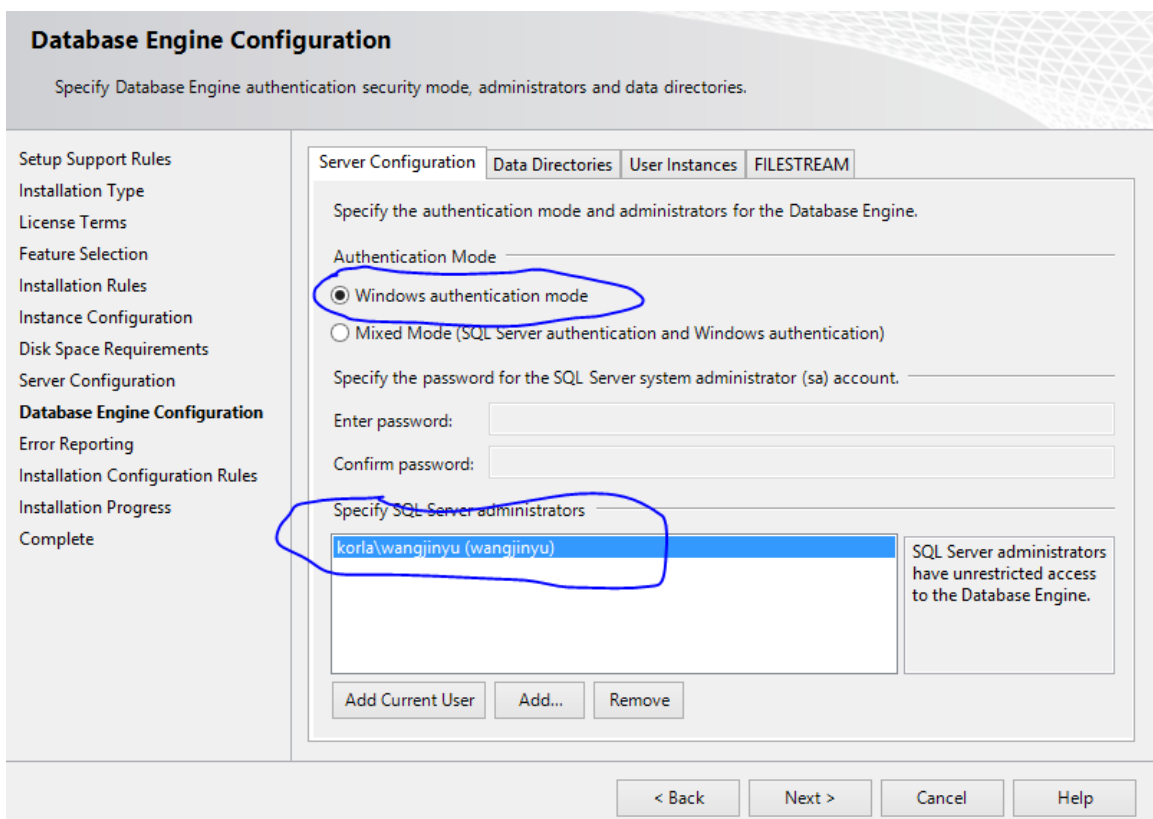 Database Engine Configuration
Specify Database Engine authentication security mode, administrators and data directories.
Setup Support Rules
Installation Type
License Terms
Feature Selection
Installation Rules
Instance Configuration
Disk Space Requirements
Server Configuration
Database Engine Configuration
Error Reporting
Installation Configuration Rules
Installation Progress
Complete
Server Configuration Data Directories User Instances FILESTREAM
Specify the authentication mode and administrators for the Database Engine.
Authentication Mode
Windows authentication mode
Mixed Mode (SQL Server authentication and Windows authentication)
Specify the password for the SQL Server system administrator (sa) account.
Enter password:
Confirm password:
Specify SQL Server administrators
korla\wangjinyu (wangjinyu)
SQL Server administrators
have unrestricted access
to the Database Engine.
Add Current User Add... Remove
< Back Next > Cancel Help